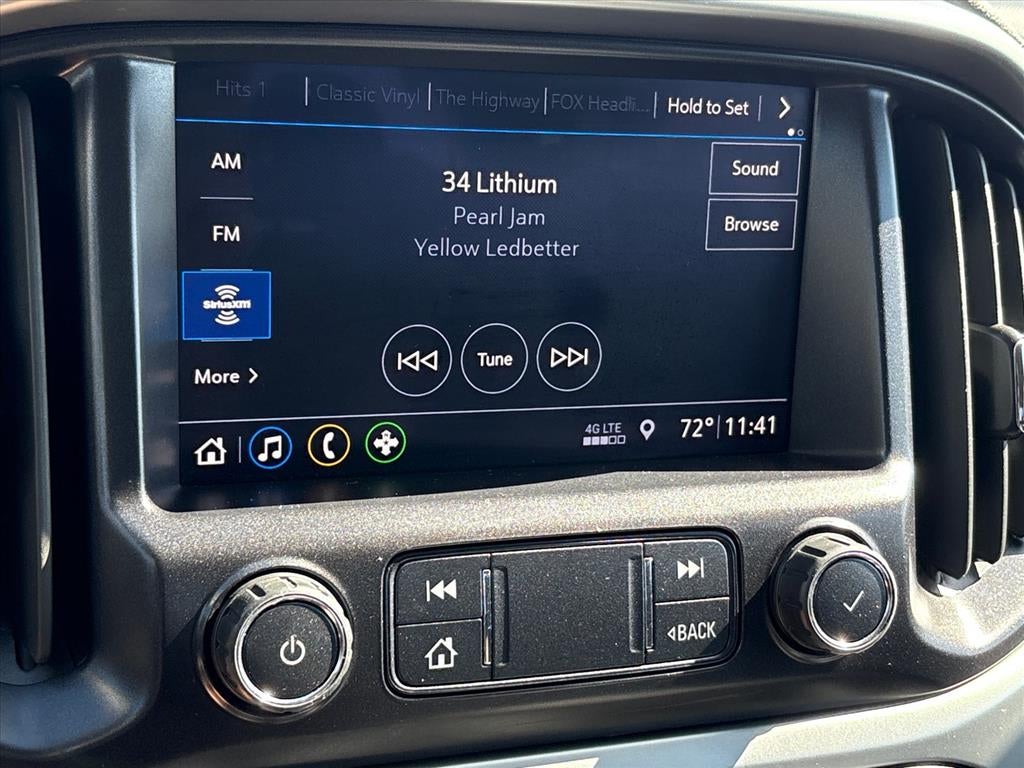 Hits 1 Classic Vinyl The Highway FOX Headli... Hold to Set
AM
34 Lithium
Sound
Pearl Jam
FM
Yellow Ledbetter
Browse
SiriusXM
More
Tune
4G LTE
72° 11:41
BACK